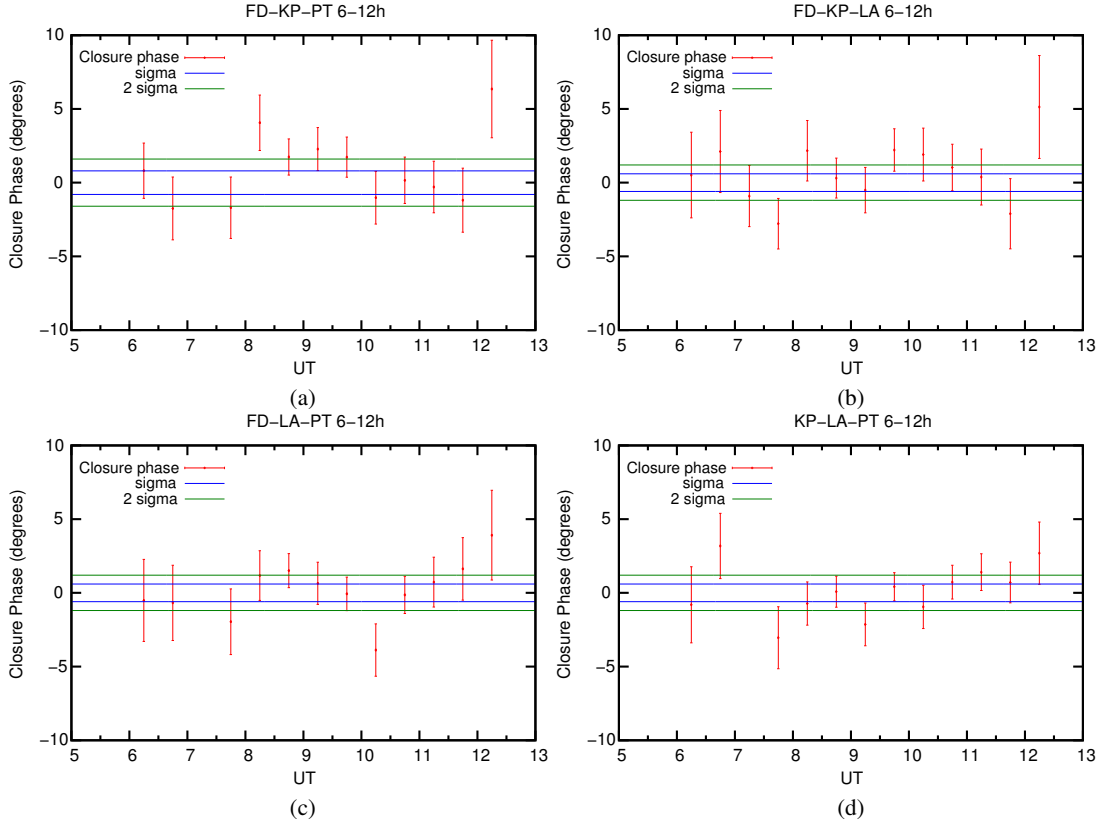 FD−KP−PT 6−12h
Closure Phase (degrees)
10
5
0
−5
−10
Closure phase
sigma
2 sigma
5 6 7 8 9 10 11 12 13
UT
(a)
FD−KP−LA 6−12h
Closure Phase (degrees)
10
5
0
−5
−10
Closure phase
sigma
2 sigma
5 6 7 8 9 10 11 12 13
UT
(b)
FD−LA−PT 6−12h
Closure Phase (degrees)
10
5
0
−5
−10
Closure phase
sigma
2 sigma
5 6 7 8 9 10 11 12 13
UT
(c)
KP−LA−PT 6−12h
Closure Phase (degrees)
10
5
0
−5
−10
Closure phase
sigma
2 sigma
5 6 7 8 9 10 11 12 13
UT
(d)